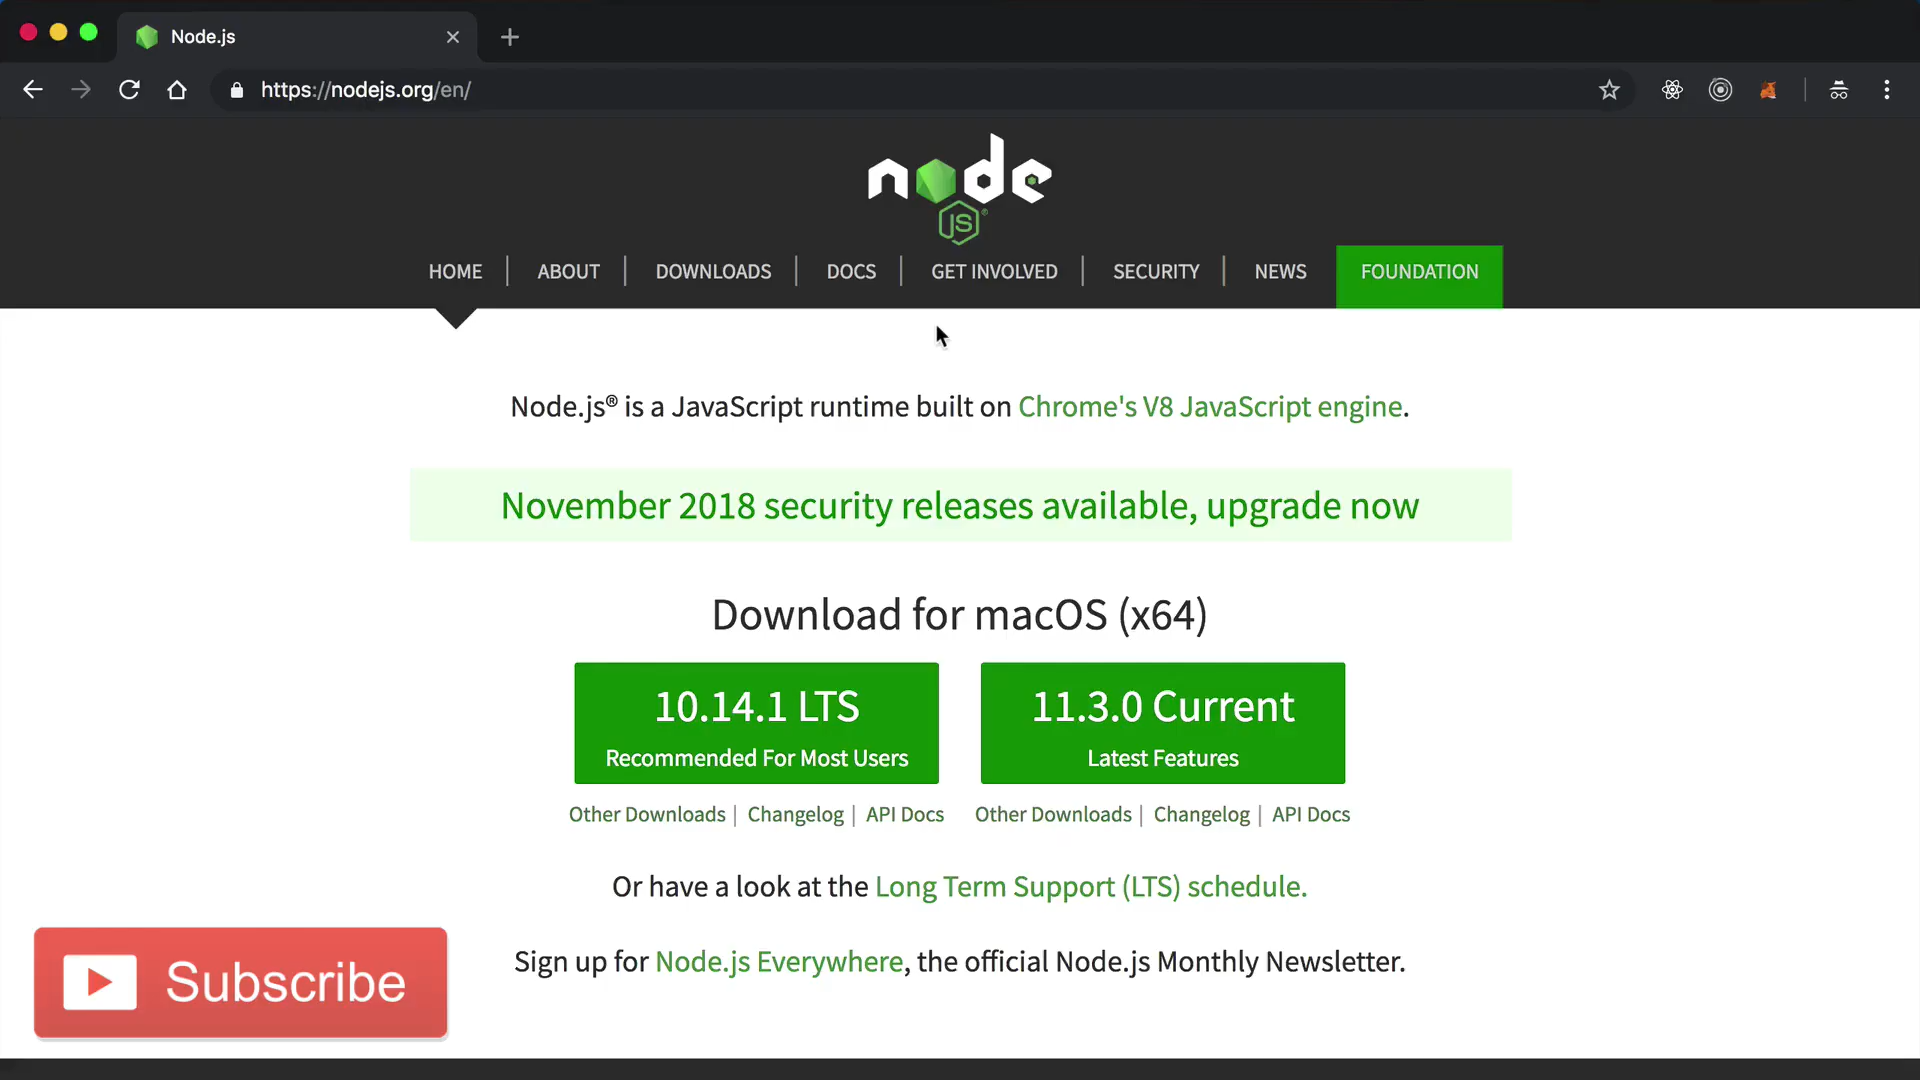 Node.js
https://nodejs.org/en/
node
JS®
HOME | ABOUT | DOWNLOADS | DOCS | GET INVOLVED | SECURITY | NEWS FOUNDATION
Node.js® is a JavaScript runtime built on Chrome's V8 JavaScript engine.
November 2018 security releases available, upgrade now
Download for macOS (x64)
10.14.1 LTS
Recommended For Most Users
11.3.0 Current
Latest Features
Other Downloads | Changelog | API Docs
Other Downloads | Changelog | API Docs
Or have a look at the Long Term Support (LTS) schedule.
Sign up for Node.js Everywhere, the official Node.js Monthly Newsletter.
Subscribe